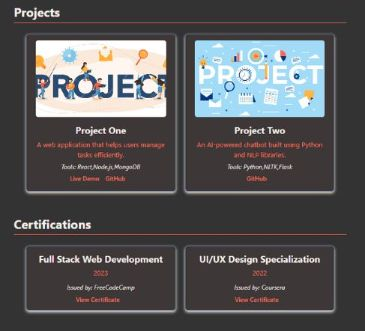 Projects
PROJECT
PROJECT
Project One
Project Two
A web application that helps users manage
tasks efficiently.
An AI-powered chatbot built using Python
and NLP libraries.
Tools: React,Node.js,MongoDB
Tools: Python,NLTK,Flask
Live Demo GitHub
GitHub
Certifications
Full Stack Web Development
UI/UX Design Specialization
2023
2022
Issued by: FreeCodeCamp
Issued by: Coursera
View Certificate
View Certificate